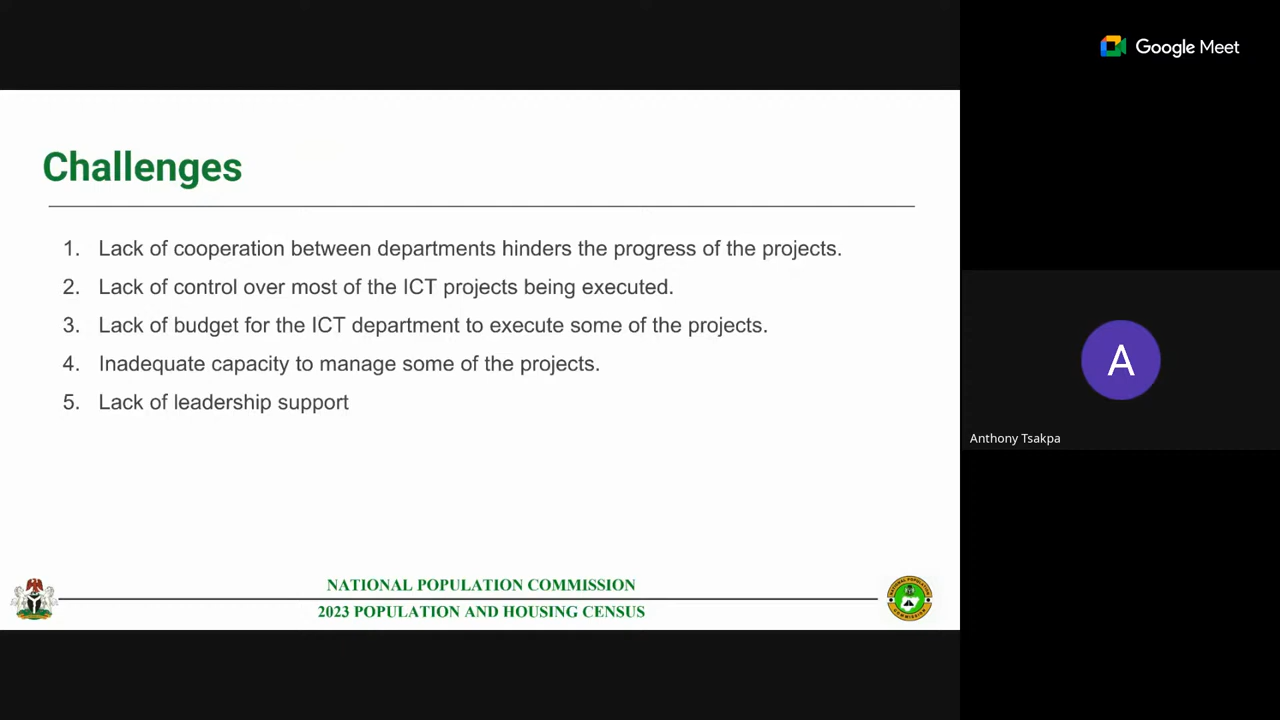 Google Meet
Challenges
1. Lack of cooperation between departments hinders the progress of the projects.
2. Lack of control over most of the ICT projects being executed.
3. Lack of budget for the ICT department to execute some of the projects.
4. Inadequate capacity to manage some of the projects.
5. Lack of leadership support
A
Anthony Tsakpa
NATIONAL POPULATION COMMISSION
2023 POPULATION AND HOUSING CENSUS
NATIONAL POPULATION
COMMISSION